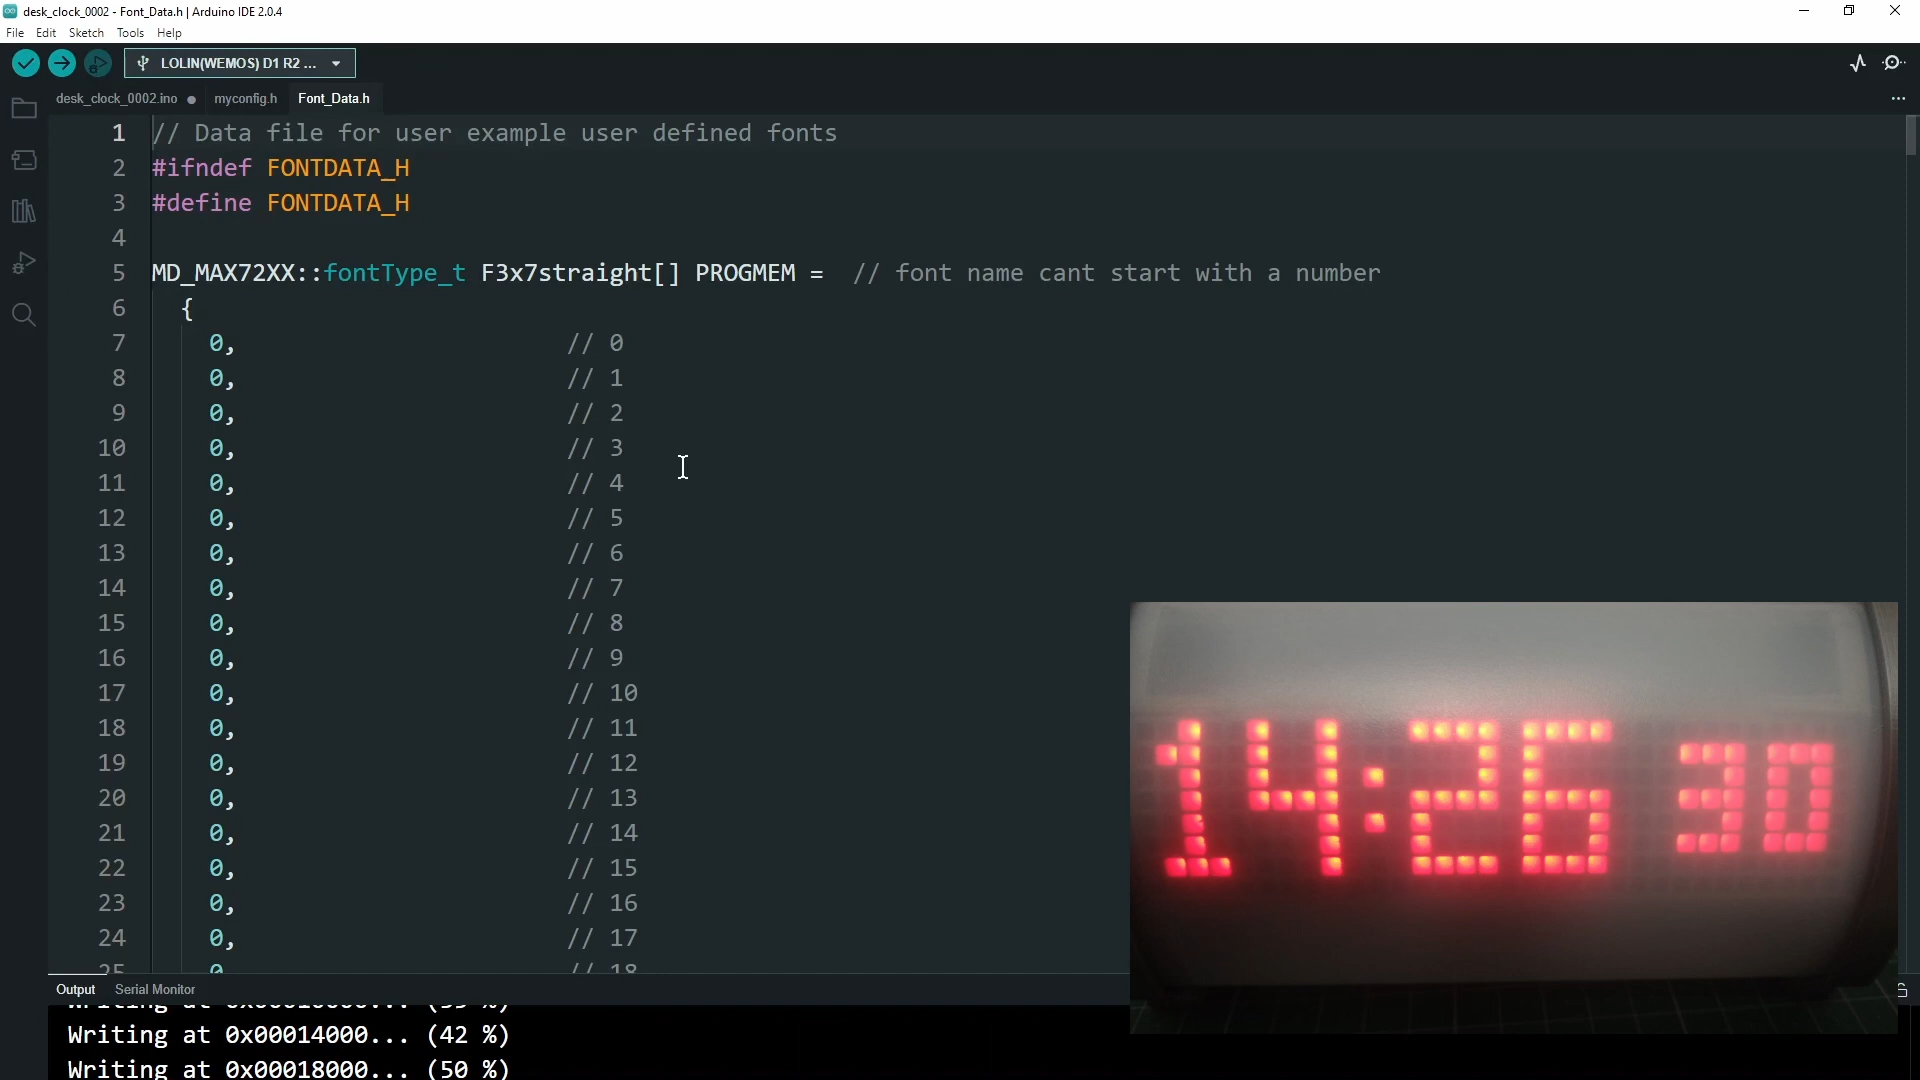 desk_clock_0002 - Font_Data.h | Arduino IDE 2.0.4
File Edit Sketch Tools Help
LOLIN(WEMOS) D1 R2 ...
desk_clock_0002.ino myconfig.h Font_Data.h
1 // Data file for user example user defined fonts
2 #ifndef FONTDATA_H
3 #define FONTDATA_H
4
5 MD_MAX72XX::fontType_t F3x7straight[] PROGMEM = // font name cant start with a number
6 {
7 0, // 0
8 0, // 1
9 0, // 2
10 0, // 3
11 0, // 4
12 0, // 5
13 0, // 6
14 0, // 7
15 0, // 8
16 0, // 9
17 0, // 10
18 0, // 11
19 0, // 12
20 0, // 13
21 0, // 14
22 0, // 15
23 0, // 16
24 0, // 17
25 0, // 18
14:26 30
Output Serial Monitor
Writing at 0x00014000... (42 %)
Writing at 0x00018000... (50 %)